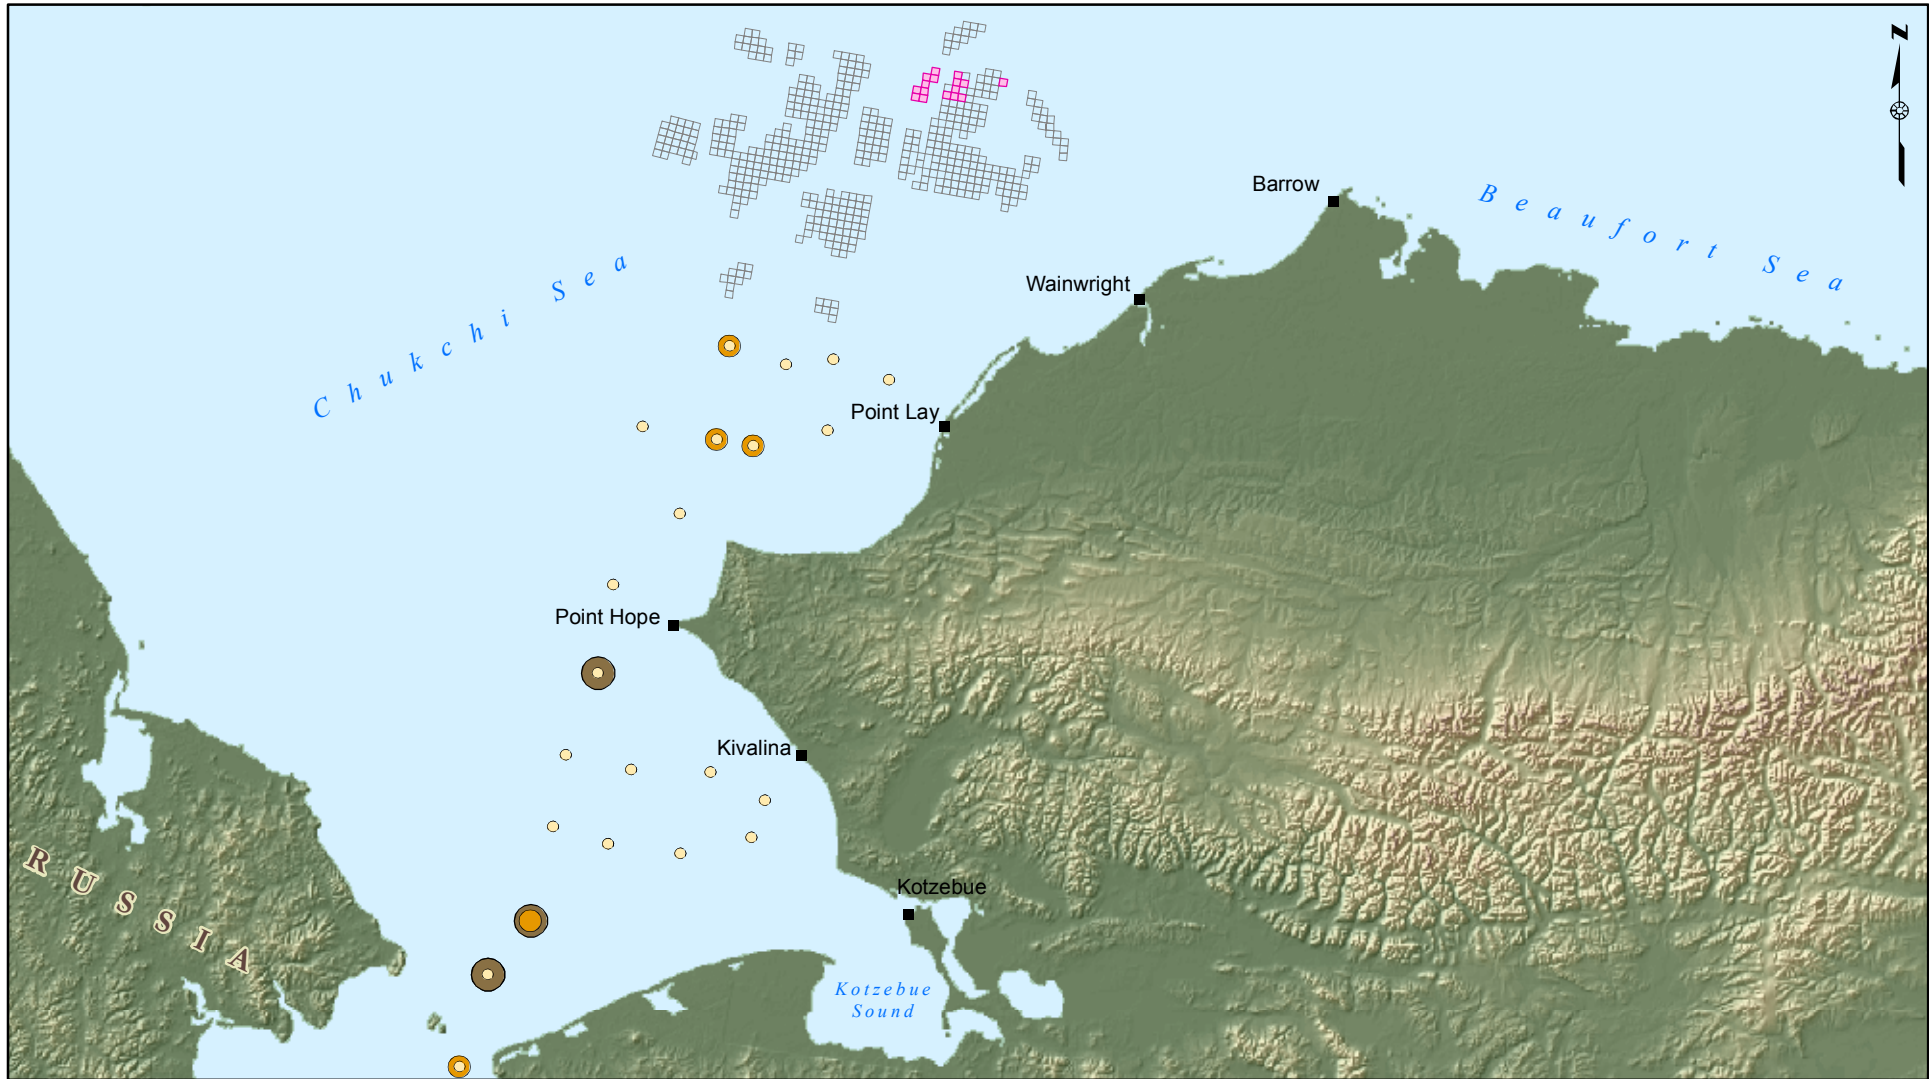 N
Barrow
Beaufort Sea
Wainwright
Chukchi Sea
Point Lay
Point Hope
Kivalina
RUSSIA
Kotzebue
Kotzebue
Sound